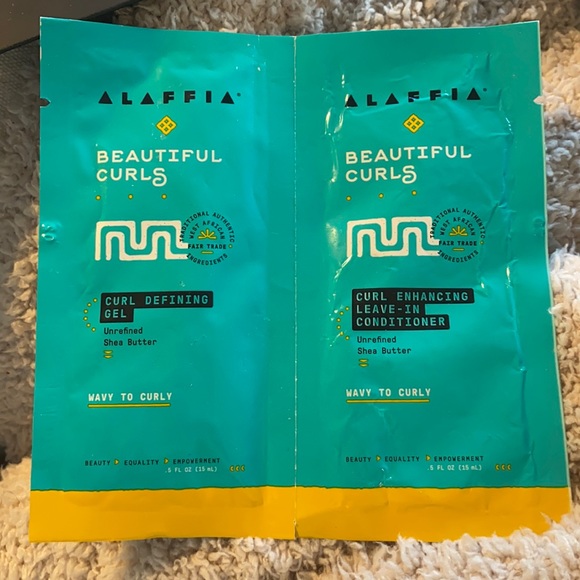 ALAFFIA®
BEAUTIFUL
CURLS
TRADITIONAL AUTHENTIC
WEST AFRICAN
FAIR TRADE
INGREDIENTS
CURL DEFINING
GEL
Unrefined
Shea Butter
WAVY TO CURLY
BEAUTY EQUALITY EMPOWERMENT
.5 FL OZ (15 mL)
ALAFFIA®
BEAUTIFUL
CURLS
TRADITIONAL AUTHENTIC
WEST AFRICAN
FAIR TRADE
INGREDIENTS
CURL ENHANCING
LEAVE-IN
CONDITIONER
Unrefined
Shea Butter
WAVY TO CURLY
BEAUTY EQUALITY EMPOWERMENT
.5 FL OZ (15 mL)